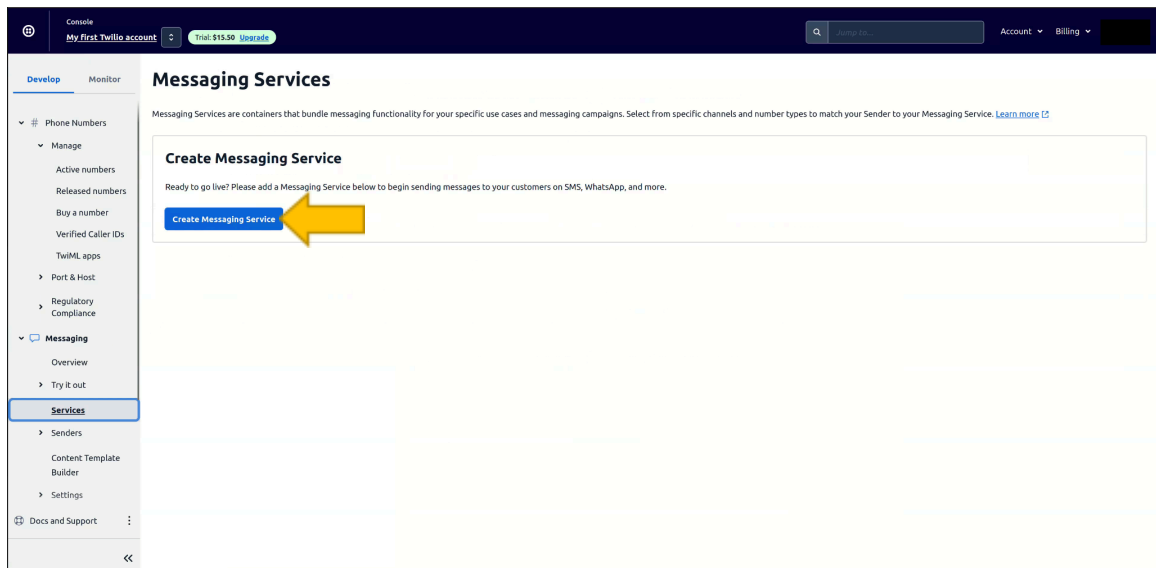 Console
My first Twilio account
Trial: $15.50 Upgrade
Jump to...
Account
Billing
Develop
Monitor
# Phone Numbers
Manage
Active numbers
Released numbers
Buy a number
Verified Caller IDs
TwiML apps
Port & Host
Regulatory
Compliance
Messaging
Overview
Try it out
Services
Senders
Content Template
Builder
Settings
Docs and Support
Messaging Services
Messaging Services are containers that bundle messaging functionality for your specific use cases and messaging campaigns. Select from specific channels and number types to match your Sender to your Messaging Service. Learn more
Create Messaging Service
Ready to go live? Please add a Messaging Service below to begin sending messages to your customers on SMS, WhatsApp, and more.
Create Messaging Service